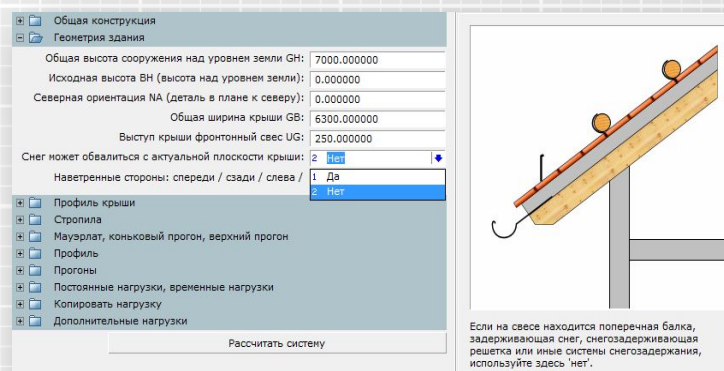 Общая конструкция
Геометрия здания
Общая высота сооружения над уровнем земли GH: 7000.000000
Исходная высота BH (высота над уровнем земли): 0.000000
Северная ориентация NA (деталь в плане к северу): 0.000000
Общая ширина крыши GB: 6300.000000
Выступ крыши фронтонный свес UG: 250.000000
Снег может обвалиться с актуальной плоскости крыши: 2 Нет
Наветренные стороны: спереди / сзади / слева /
1 Да
2 Нет
Профиль крыши
Стропила
Мауэрлат, коньковый прогон, верхний прогон
Профиль
Прогоны
Постоянные нагрузки, временные нагрузки
Копировать нагрузку
Дополнительные нагрузки
Рассчитать систему
Если на свесе находится поперечная балка,
задерживающая снег, снегозадерживающая
решетка или иные системы снегозадержания,
используйте здесь 'нет'.